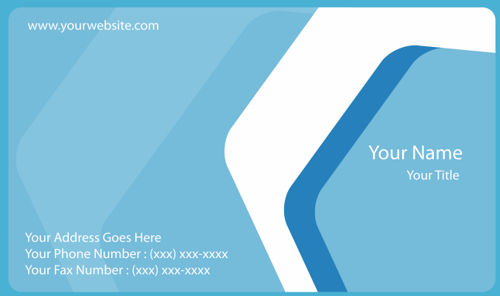 www.yourwebsite.com
Your Name
Your Title
Your Address Goes Here
Your Phone Number : (xxx) xxx-xxxx
Your Fax Number : (xxx) xxx-xxxx